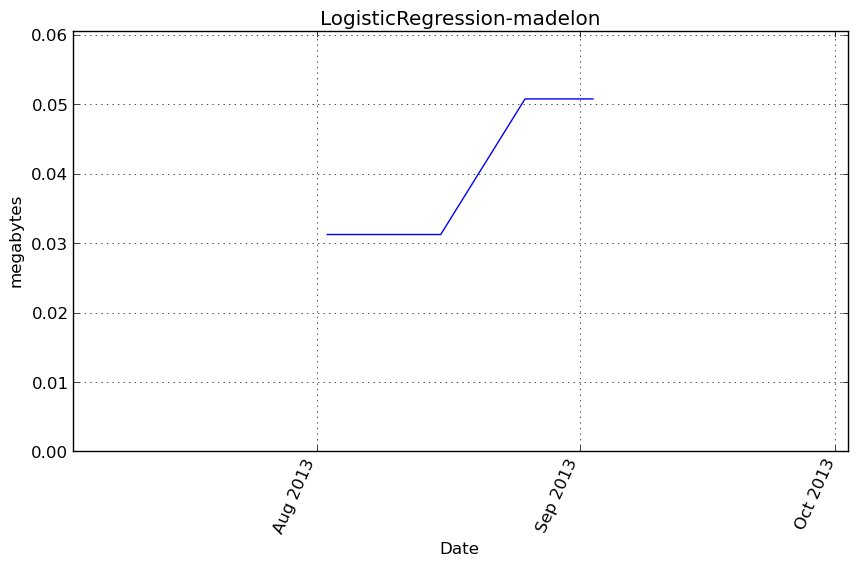 LogisticRegression-madelon
0.06
0.05
0.04
0.03
0.02
0.01
0.00
megabytes
Aug 2013
Sep 2013
Oct 2013
Date